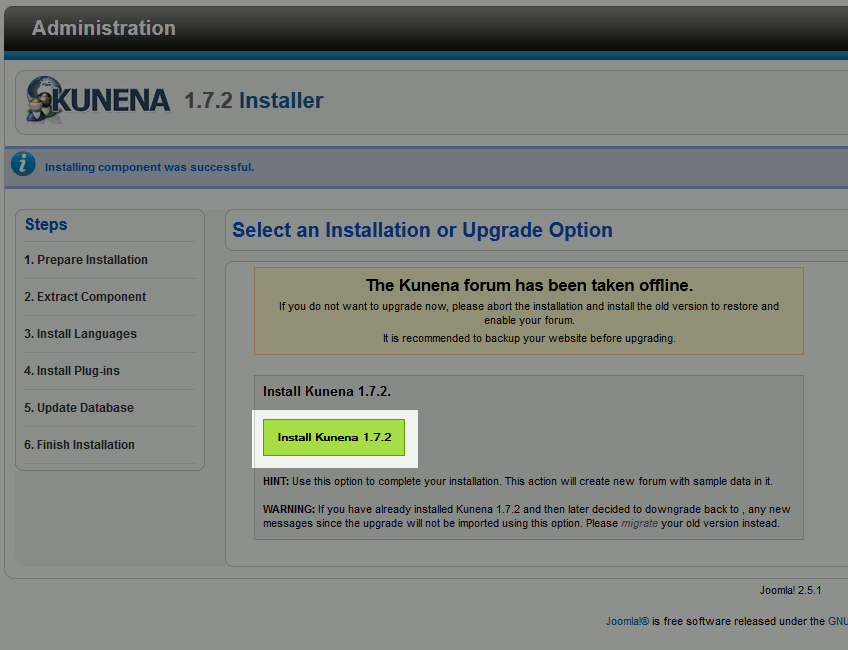 Administration
KUNENA 1.7.2 Installer
Installing component was successful.
Steps
1. Prepare Installation
2. Extract Component
3. Install Languages
4. Install Plug-ins
5. Update Database
6. Finish Installation
Select an Installation or Upgrade Option
The Kunena forum has been taken offline.
If you do not want to upgrade now, please abort the installation and install the old version to restore and
enable your forum.
It is recommended to backup your website before upgrading.
Install Kunena 1.7.2.
Install Kunena 1.7.2
HINT: Use this option to complete your installation. This action will create new forum with sample data in it.
WARNING: If you have already installed Kunena 1.7.2 and then later decided to downgrade back to , any new
messages since the upgrade will not be imported using this option. Please migrate your old version instead.
Joomla! 2.5.1
Joomla!® is free software released under the GNU